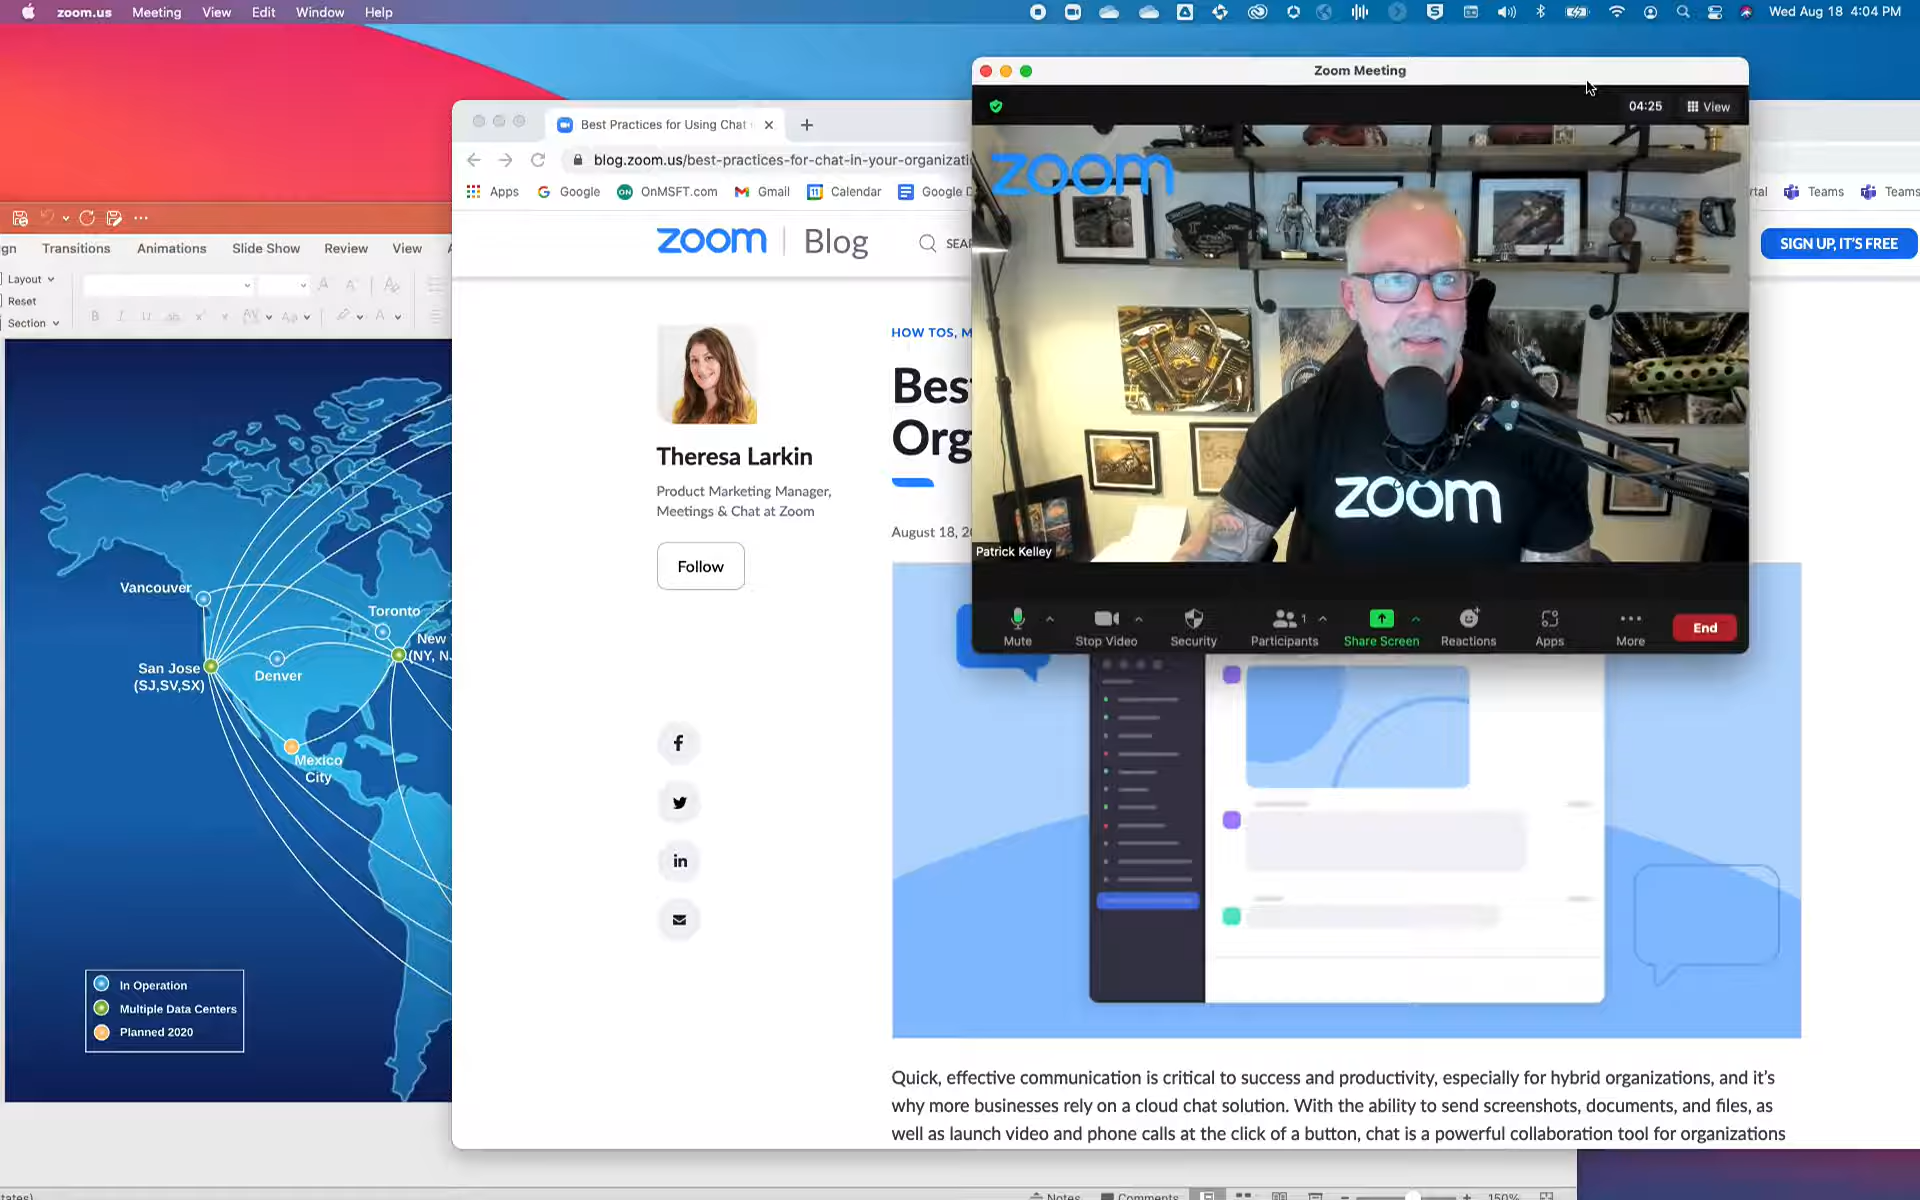 zoom.us Meeting View Edit Window Help
Wed Aug 18 4:04 PM
Zoom Meeting
04:25 View
Best Practices for Using Chat
blog.zoom.us/best-practices-for-chat-in-your-organizati
Apps Google OnMSFT.com Gmail Calendar Google D
rtal Teams Teams
zoom
zoom Blog
SEAR
SIGN UP, IT'S FREE
gn Transitions Animations Slide Show Review View
Layout
Reset
Section
HOW TOS, M
Bes
Org
August 18, 20
Theresa Larkin
Product Marketing Manager,
Meetings & Chat at Zoom
Follow
zoom
Patrick Kelley
Mute Stop Video Security Participants 1 Share Screen Reactions Apps More End
Vancouver
Toronto
New
(NY, N
San Jose
(SJ,SV,SX)
Denver
Mexico
City
In Operation
Multiple Data Centers
Planned 2020
Quick, effective communication is critical to success and productivity, especially for hybrid organizations, and it's
why more businesses rely on a cloud chat solution. With the ability to send screenshots, documents, and files, as
well as launch video and phone calls at the click of a button, chat is a powerful collaboration tool for organizations
tates) Notes Comments 150%